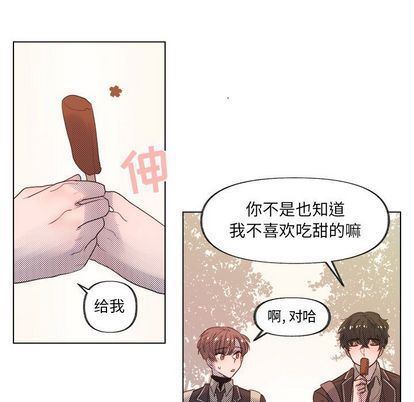 伸
给我
你不是也知道
我不喜欢吃甜的嘛
啊，对哈